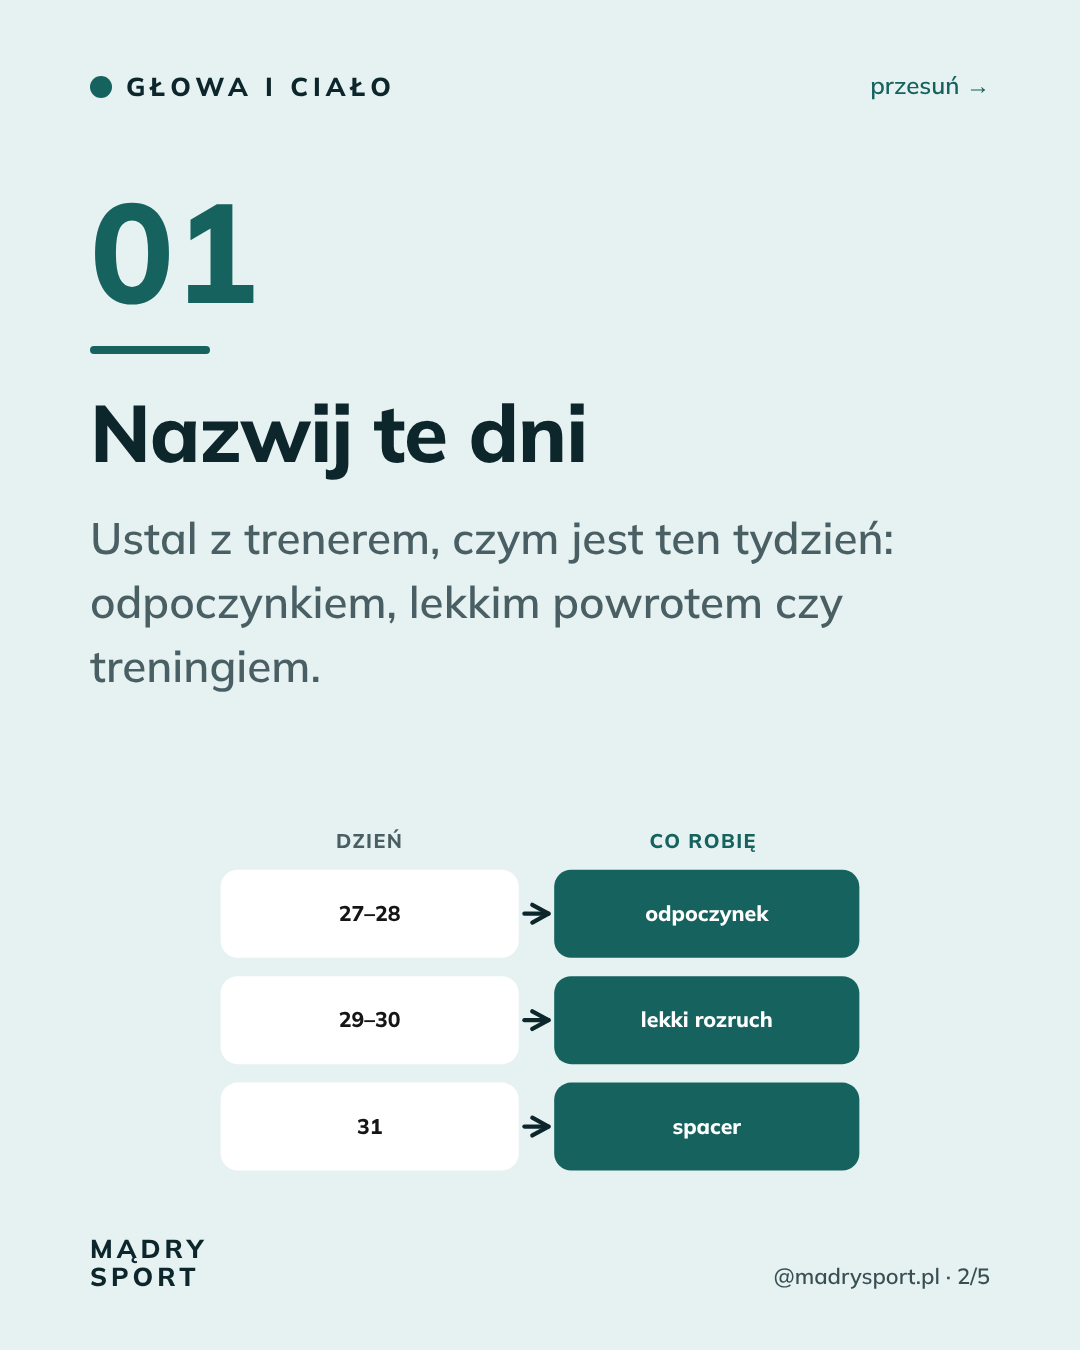 GŁOWA I CIAŁO
przesuń →
01
Nazwij te dni
Ustal z trenerem, czym jest ten tydzień:
odpoczynkiem, lekkim powrotem czy
treningiem.
DZIEŃ
CO ROBIĘ
27–28
odpoczynek
29–30
lekki rozruch
31
spacer
MĄDRY
SPORT
@madrysport.pl · 2/5